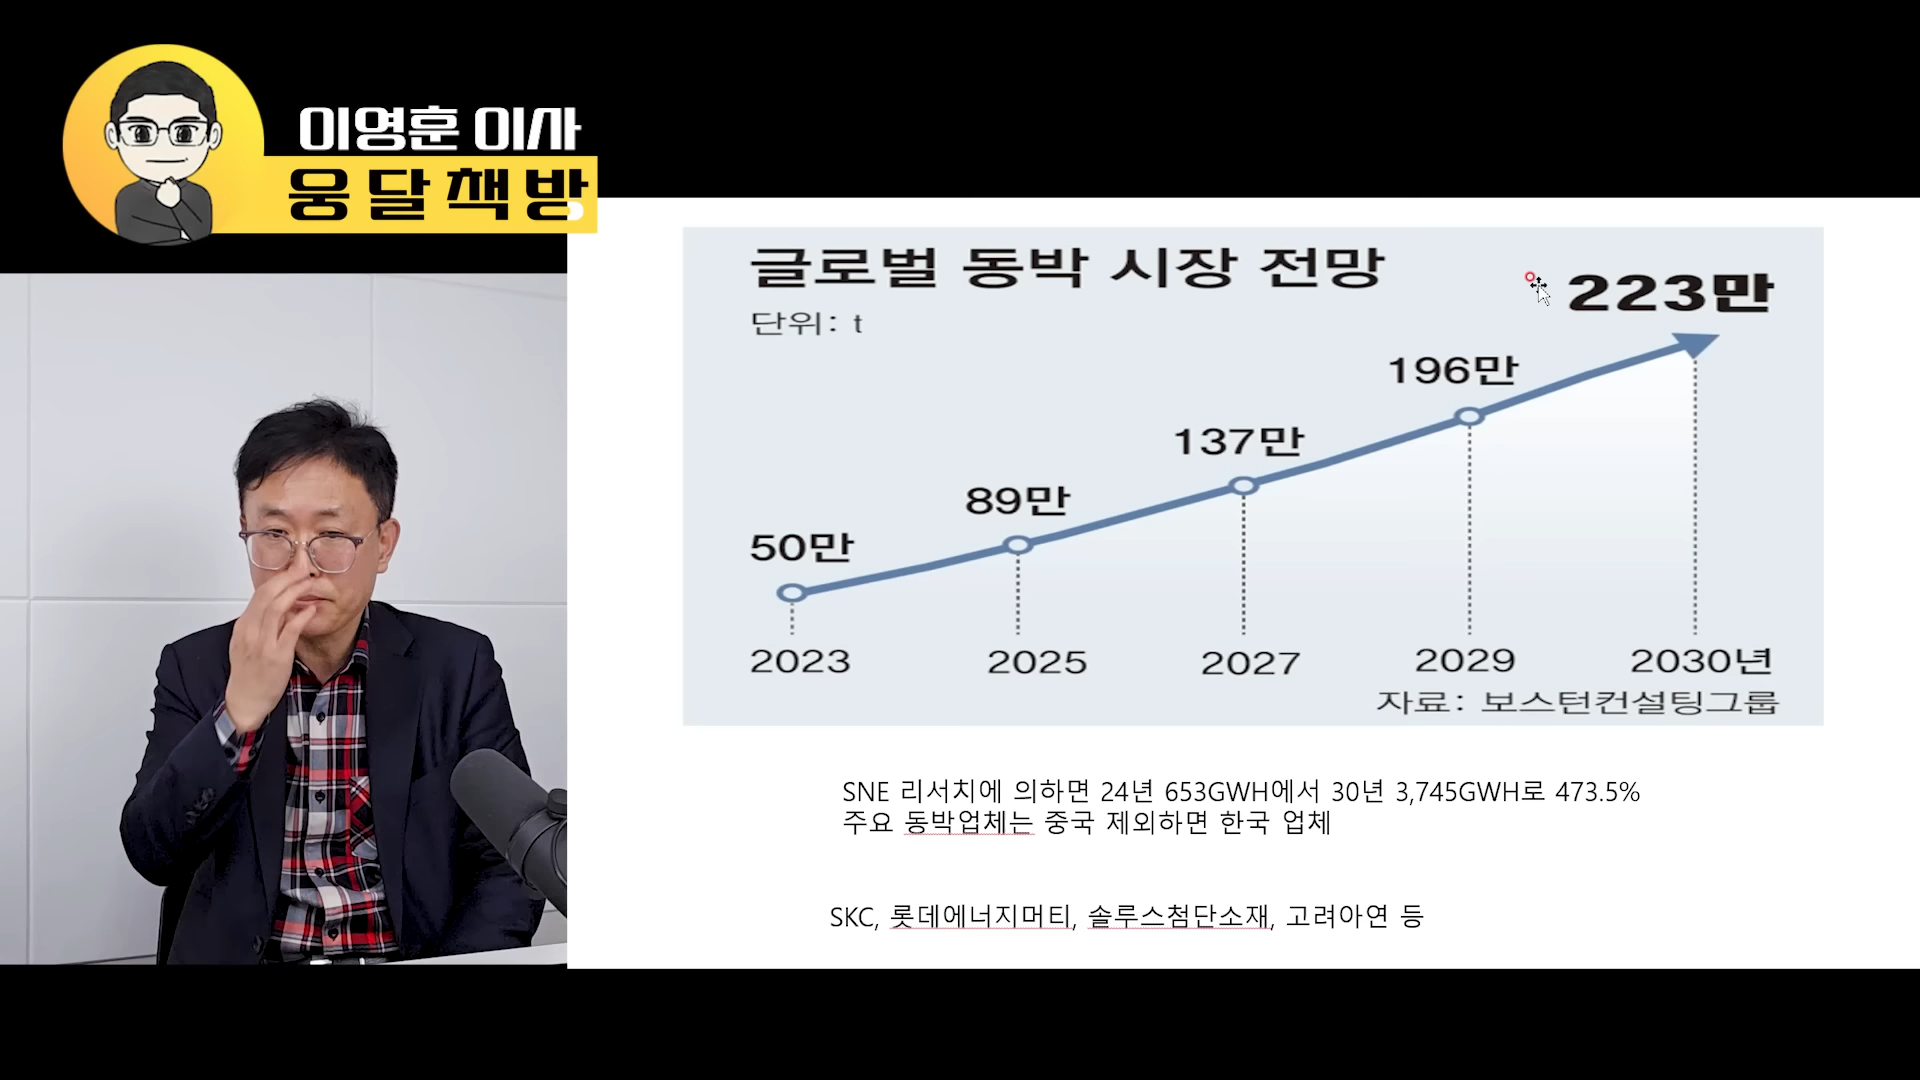 이영훈 이사
웅달책방
글로벌 동박 시장 전망
단위: t
223만
196만
137만
89만
50만
2023
2025
2027
2029
2030년
자료: 보스턴컨설팅그룹
SNE 리서치에 의하면 24년 653GWH에서 30년 3,745GWH로 473.5%
주요 동박업체는 중국 제외하면 한국 업체
SKC, 롯데에너지머티, 솔루스첨단소재, 고려아연 등